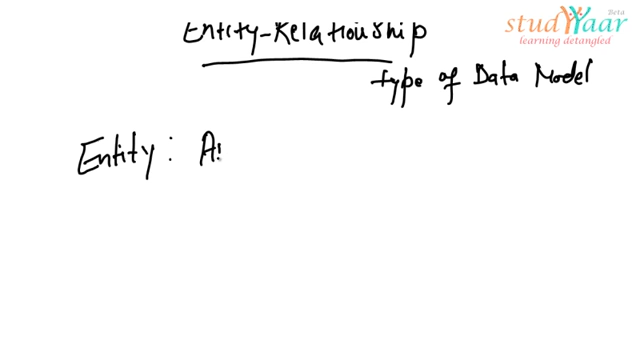 Beta
studYaar
learning detangled
Entity-Relationship
type of Data Model
Entity: A